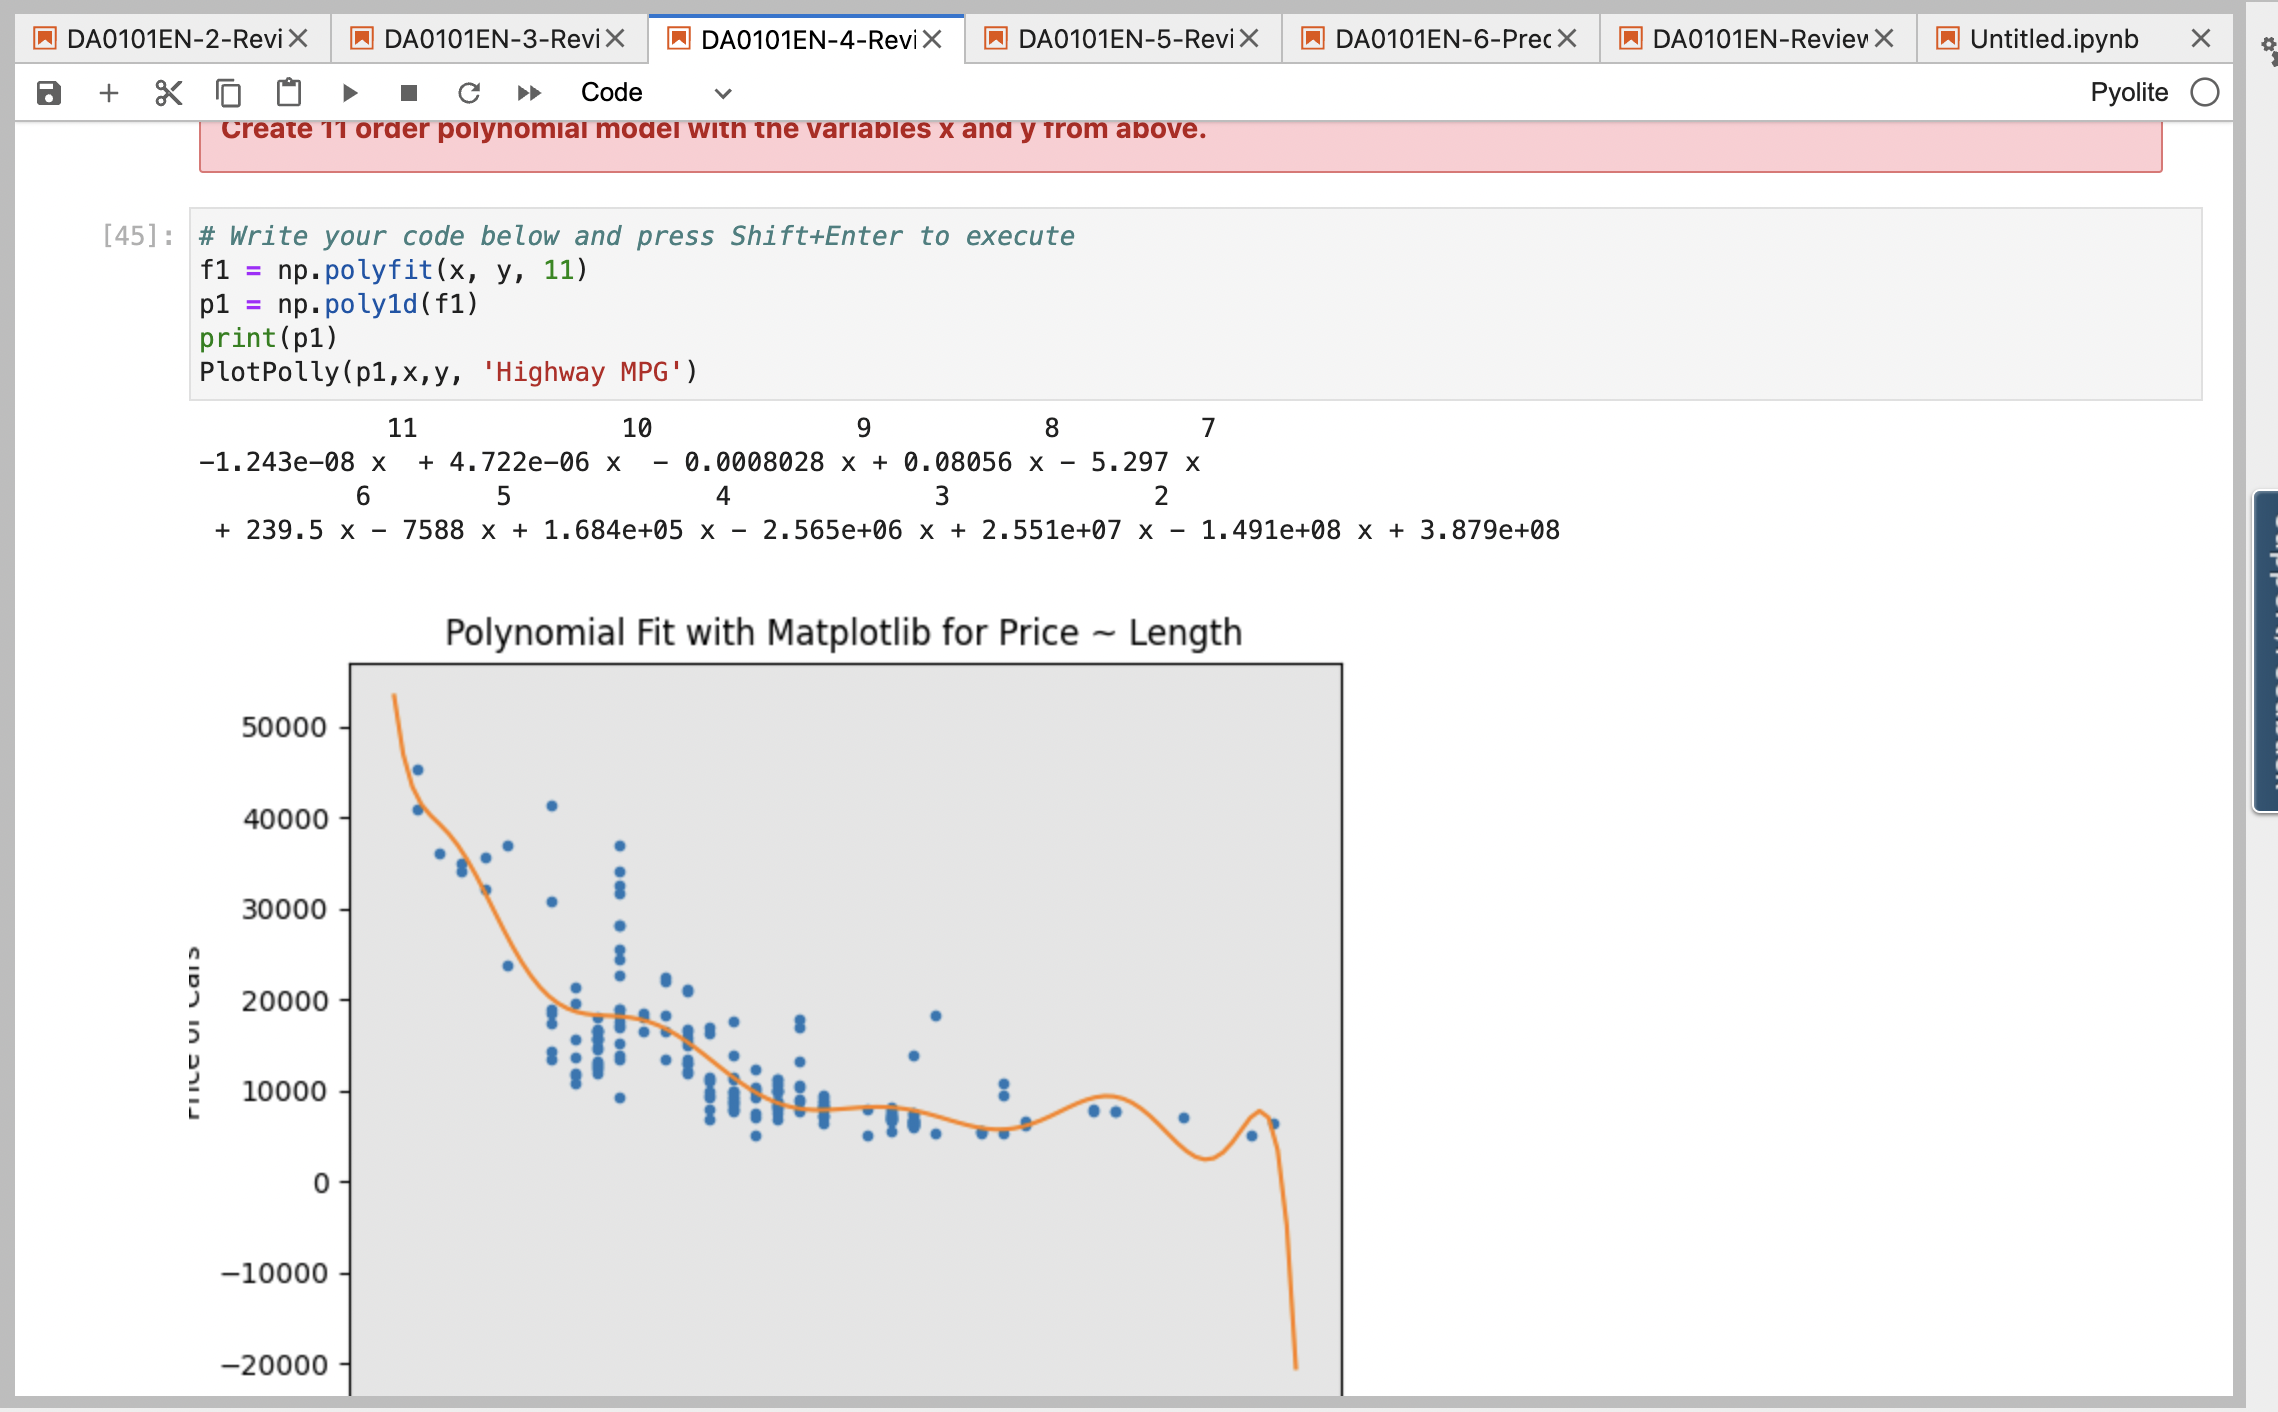 DA0101EN-2-Revi
DA0101EN-3-Revi
DA0101EN-4-Revi
DA0101EN-5-Revi
DA0101EN-6-Prec
DA0101EN-Review
Untitled.ipynb
Code
Pyolite
Create 11 order polynomial model with the variables x and y from above.
[45]:
# Write your code below and press Shift+Enter to execute
f1 = np.polyfit(x, y, 11)
p1 = np.poly1d(f1)
print(p1)
PlotPolly(p1,x,y, 'Highway MPG')
11 10 9 8 7
-1.243e-08 x + 4.722e-06 x - 0.0008028 x + 0.08056 x - 5.297 x
6 5 4 3 2
+ 239.5 x - 7588 x + 1.684e+05 x - 2.565e+06 x + 2.551e+07 x - 1.491e+08 x + 3.879e+08
Polynomial Fit with Matplotlib for Price ~ Length
50000
40000
30000
20000
10000
0
−10000
−20000
Price of Cars